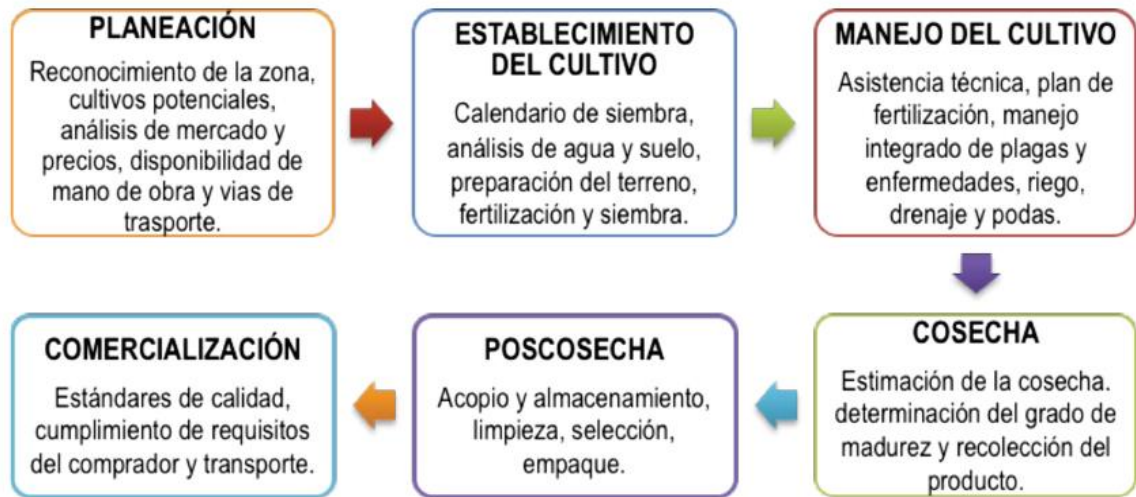 PLANEACIÓN
Reconocimiento de la zona,
cultivos potenciales,
análisis de mercado y
precios, disponibilidad de
mano de obra y vias de
trasporte.
ESTABLECIMIENTO
DEL CULTIVO
Calendario de siembra,
análisis de agua y suelo,
preparación del terreno,
fertilización y siembra.
MANEJO DEL CULTIVO
Asistencia técnica, plan de
fertilización, manejo
integrado de plagas y
enfermedades, riego,
drenaje y podas.
COSECHA
Estimación de la cosecha.
determinación del grado de
madurez y recolección del
producto.
POSCOSECHA
Acopio y almacenamiento,
limpieza, selección,
empaque.
COMERCIALIZACIÓN
Estándares de calidad,
cumplimiento de requisitos
del comprador y transporte.